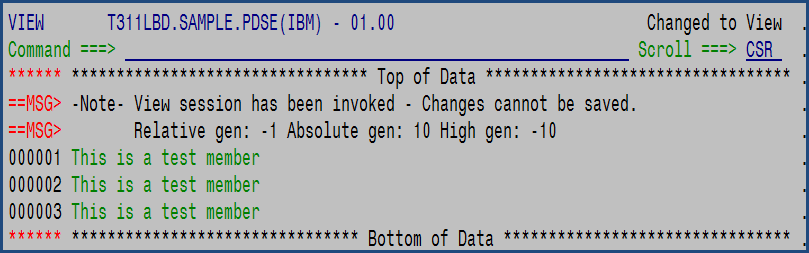 VIEW T311LBD.SAMPLE.PDSE(IBM) - 01.00 Changed to View .
Command ===> Scroll ===> CSR .
****** ********************************* Top of Data ********************************** .
==MSG> -Note- View session has been invoked - Changes cannot be saved. .
==MSG> Relative gen: -1 Absolute gen: 10 High gen: -10 .
000001 This is a test member .
000002 This is a test member .
000003 This is a test member .
****** ******************************** Bottom of Data ******************************** .